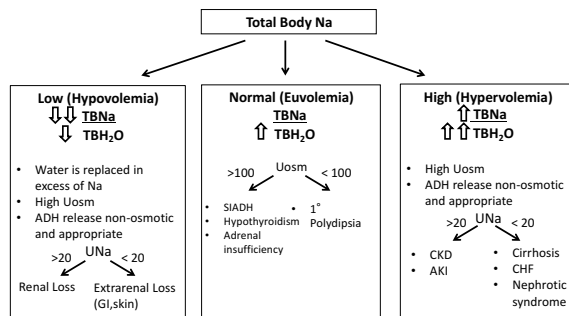 Total Body Na
Low (Hypovolemia)
TBNa
TBH₂O
• Water is replaced in
excess of Na
• High Uosm
• ADH release non-osmotic
and appropriate
>20 UNa < 20
Renal Loss
Extrarenal Loss
(GI,skin)
Normal (Euvolemia)
TBNa
TBH₂O
>100 Uosm < 100
• SIADH
• Hypothyroidism
• Adrenal
insufficiency
• 1°
Polydipsia
High (Hypervolemia)
TBNa
TBH₂O
• High Uosm
• ADH release non-osmotic
and appropriate
>20 UNa < 20
• CKD
• AKI
• Cirrhosis
• CHF
• Nephrotic
syndrome